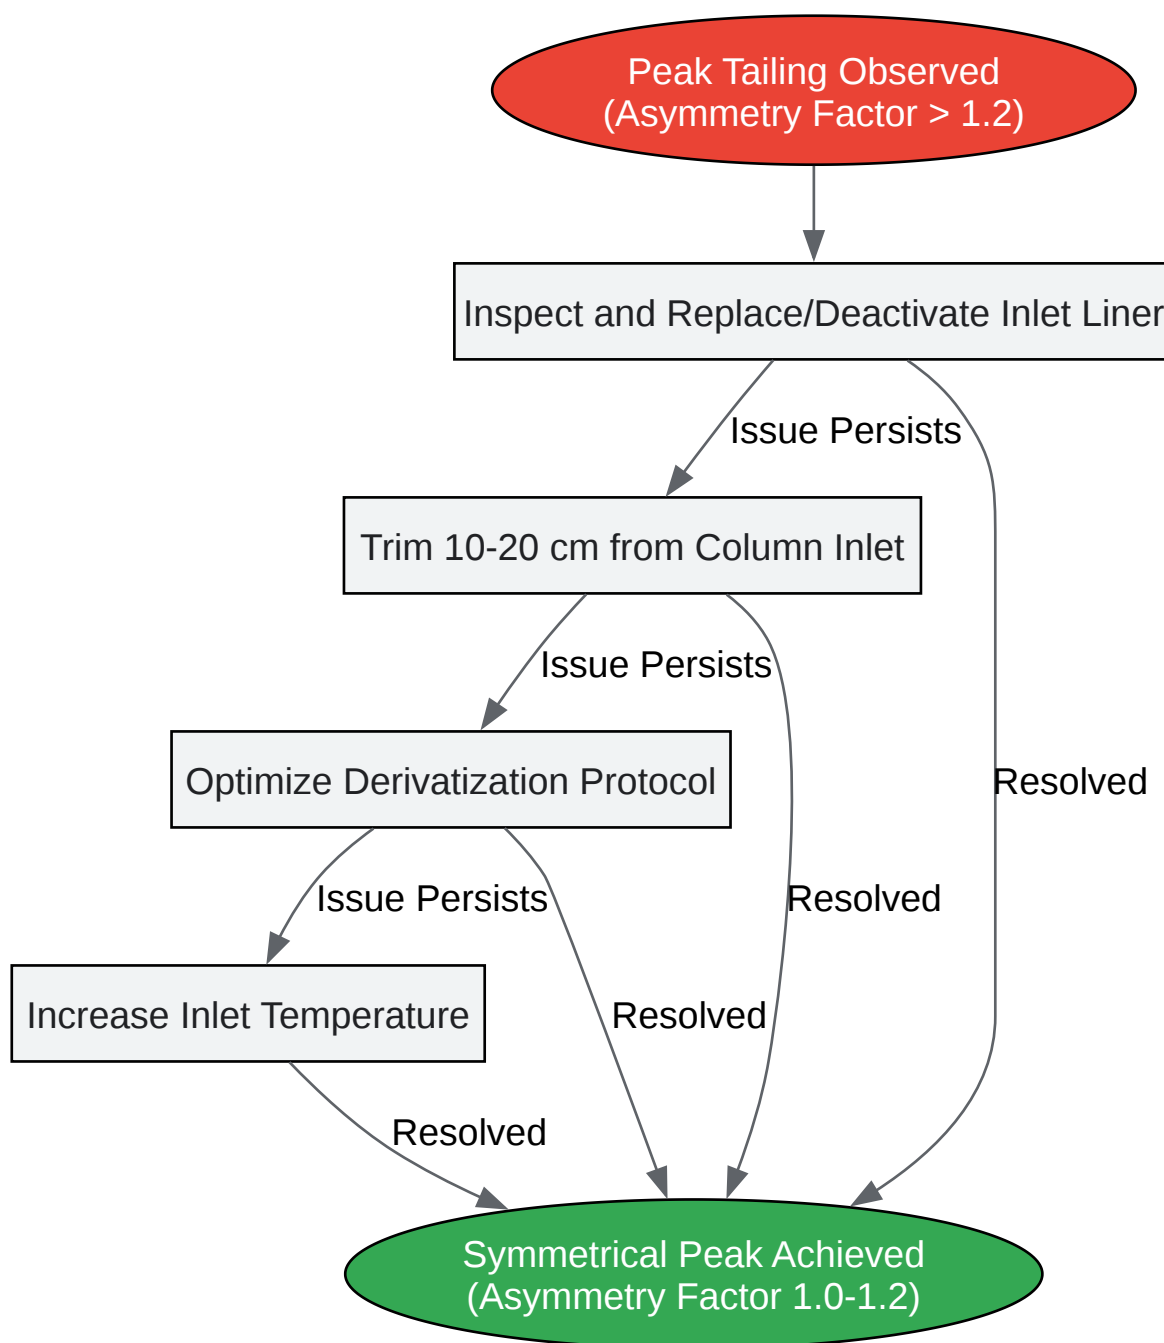 Peak Tailing Observed
(Asymmetry Factor > 1.2)
Inspect and Replace/Deactivate Inlet Liner
Issue Persists
Trim 10-20 cm from Column Inlet
Issue Persists
Optimize Derivatization Protocol
Resolved
Issue Persists
Resolved
Increase Inlet Temperature
Resolved
Resolved
Symmetrical Peak Achieved
(Asymmetry Factor 1.0-1.2)